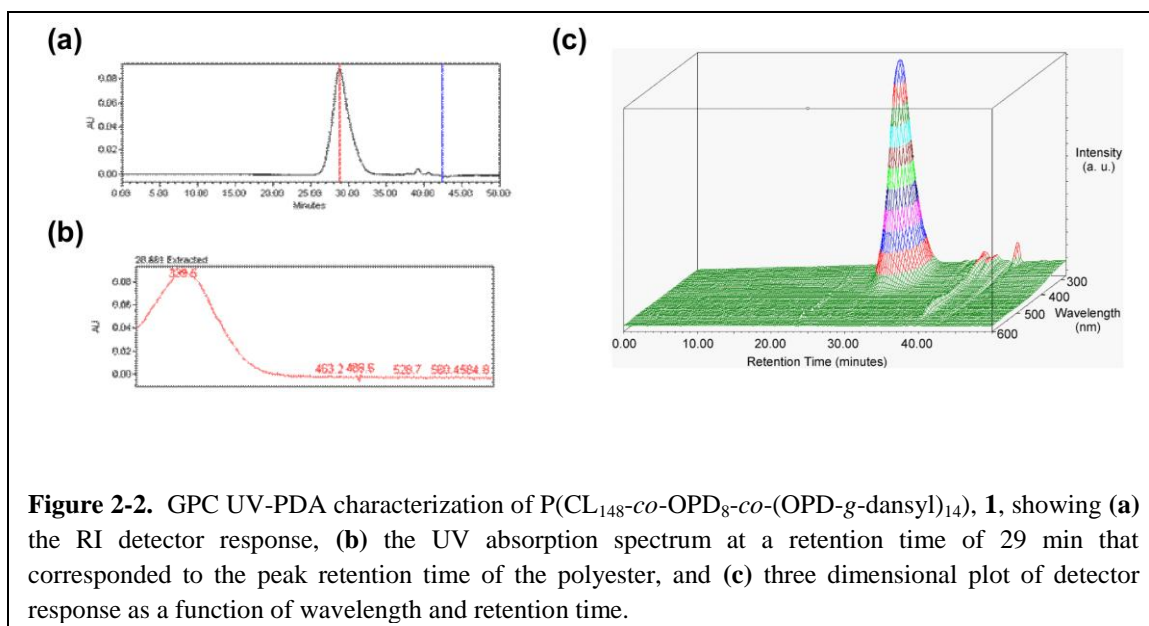 (a)
0.08
0.06
0.04
0.02
0.00
AU
0.00 5.00 10.00 15.00 20.00 25.00 30.00 35.00 40.00 45.00 50.00
Minutes
(b)
28.881 Extracted
339.6
0.08
0.06
0.04
0.02
0.00
AU
463.2 488.6 528.7 580.4 584.8
(c)
Intensity
(a. u.)
300
400
500
600
Wavelength
(nm)
0.00 10.00 20.00 30.00 40.00
Retention Time (minutes)
Figure 2-2. GPC UV-PDA characterization of P(CL148-co-OPD8-co-(OPD-g-dansyl)14), 1, showing (a)
the RI detector response, (b) the UV absorption spectrum at a retention time of 29 min that
corresponded to the peak retention time of the polyester, and (c) three dimensional plot of detector
response as a function of wavelength and retention time.